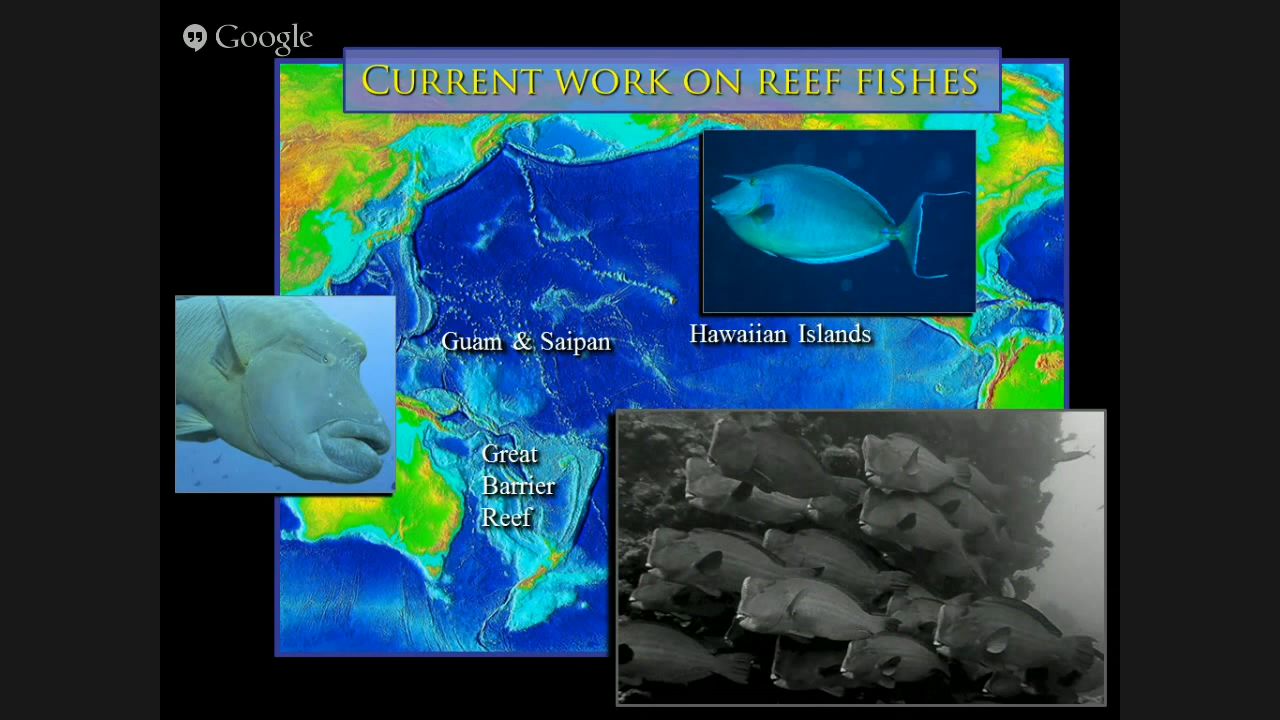 Google
CURRENT WORK ON REEF FISHES
Guam & Saipan
Hawaiian Islands
Great
Barrier
Reef